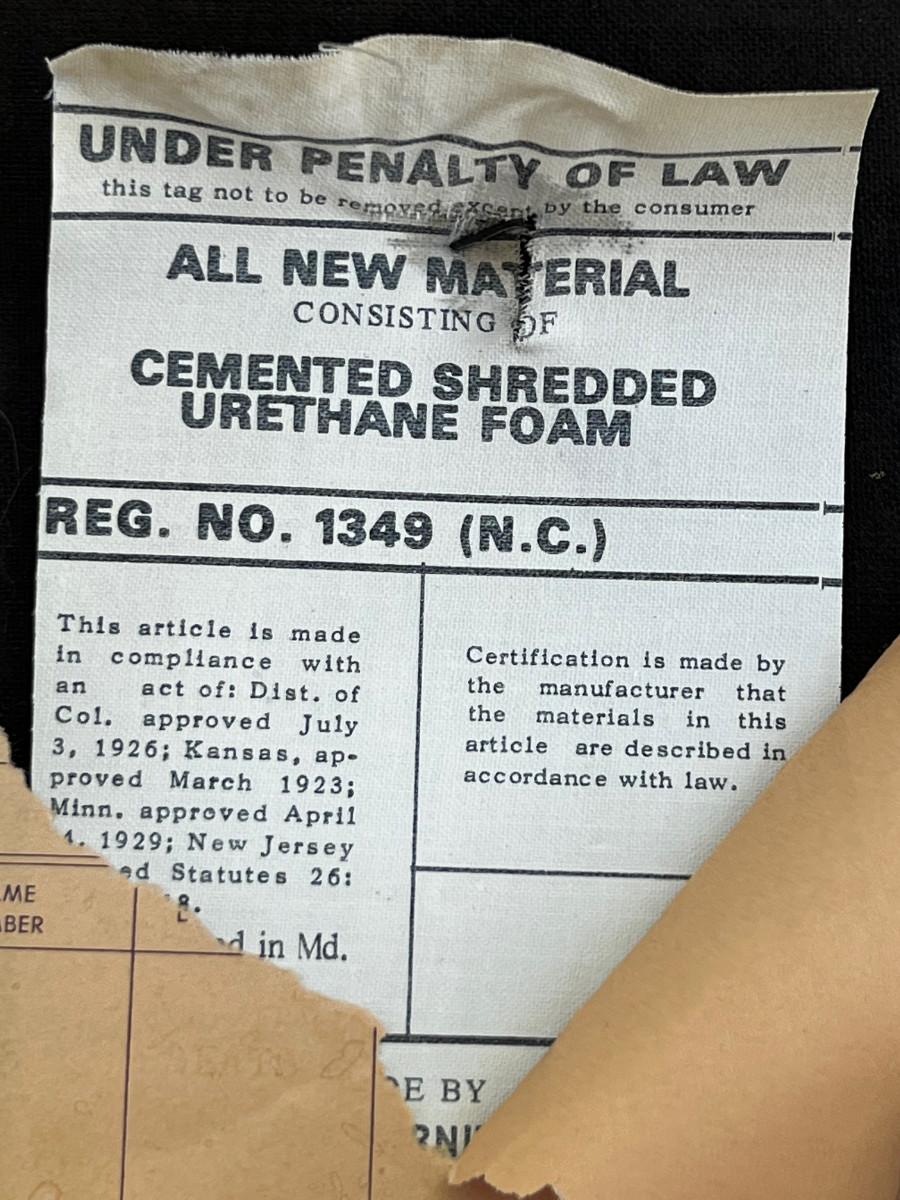 UNDER PENALTY OF LAW
this tag not to be removed except by the consumer
ALL NEW MATERIAL
CONSISTING OF
CEMENTED SHREDDED
URETHANE FOAM
REG. NO. 1349 (N.C.)
This article is made
in compliance with
an act of: Dist. of
Col. approved July
3, 1926; Kansas, ap-
proved March 1923;
Minn. approved April
1929; New Jersey
Statutes 26:
in Md.
Certification is made by
the manufacturer that
the materials in this
article are described in
accordance with law.
BY